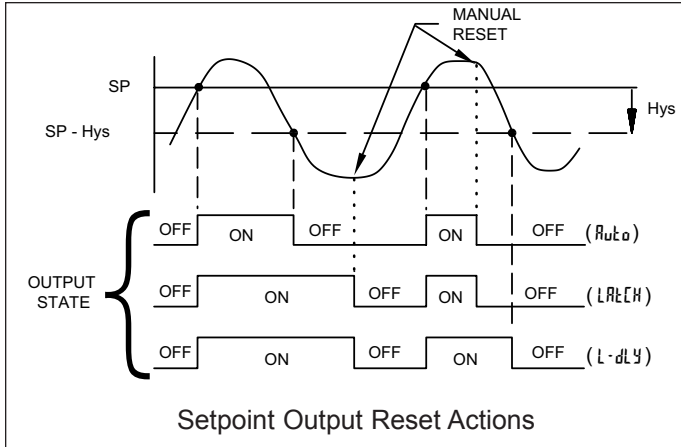 MANUAL
RESET
SP
Hys
SP - Hys
OFF ON OFF ON OFF (Auto)
OUTPUT
STATE
OFF ON OFF ON OFF (LAtCH)
OFF ON OFF ON OFF (L-dLY)
Setpoint Output Reset Actions